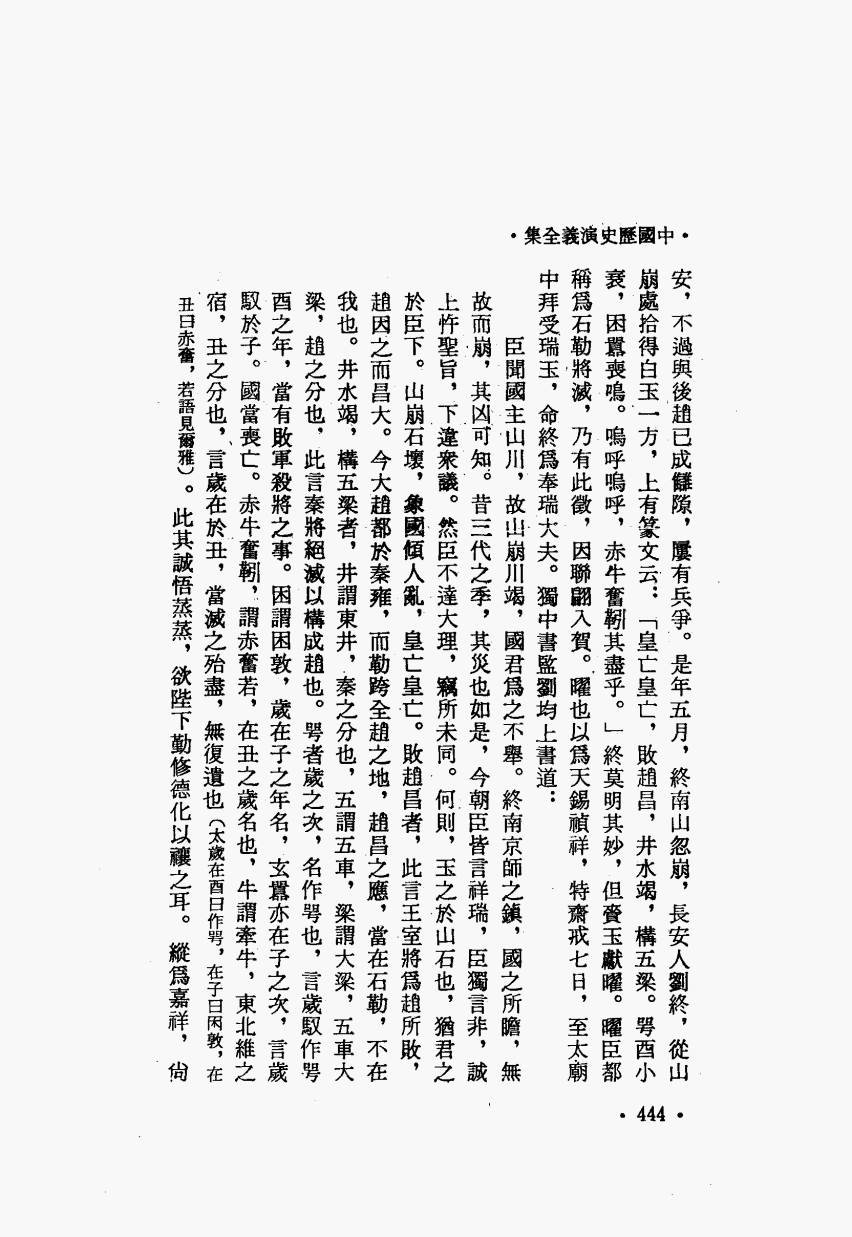 ・中國歷史演義全集・
安，不過與後趙已成讎隙，屢有兵爭。是年五月，終南山忽崩，長安人劉終，從山
崩處拾得白玉一方，上有篆文云：「皇亡皇亡，敗趙昌，井水竭，構五梁。咢酉小
衰，困囂喪嗚。嗚呼嗚呼，赤牛奮靷其盡乎。」終莫明其妙，但賫玉獻曜。曜臣都
稱爲石勒將滅，乃有此徵，因聯翩入賀。曜也以爲天錫禎祥，特齋戒七日，至太廟
中拜受瑞玉，命終爲奉瑞大夫。獨中書監劉均上書道：
臣聞國主山川，故山崩川竭，國君爲之不舉。終南京師之鎮，國之所瞻，無
故而崩，其凶可知。昔三代之季，其災也如是，今朝臣皆言祥瑞，臣獨言非，誠
上忤聖旨，下違衆議。然臣不達大理，竊所未同。何則，玉之於山石也，猶君之
於臣下。山崩石壞，象國傾人亂，皇亡皇亡。敗趙昌者，此言王室將爲趙所敗，
趙因之而昌大。今大趙都於秦雍，而勒跨全趙之地，趙昌之應，當在石勒，不在
我也。井水竭，構五梁者，井謂東井，秦之分也，五謂五車，梁謂大梁，五車大
梁，趙之分也，此言秦將絕滅以構成趙也。咢者歲之次，名作咢也，言歲馭作咢
酉之年，當有敗軍殺將之事。困謂困敦，歲在子之年名，玄囂亦在子之次，言歲
馭於子。國當喪亡。赤牛奮靷，謂赤奮若，在丑之歲名也，牛謂牽牛，東北維之
宿，丑之分也，言歲在於丑，當滅之殆盡，無復遺也（太歲在酉曰作咢，在子曰困敦，在
丑曰赤奮，若語見爾雅）。此其誠悟蒸蒸，欲陛下勤修德化以禳之耳。縱爲嘉祥，尙
・444・